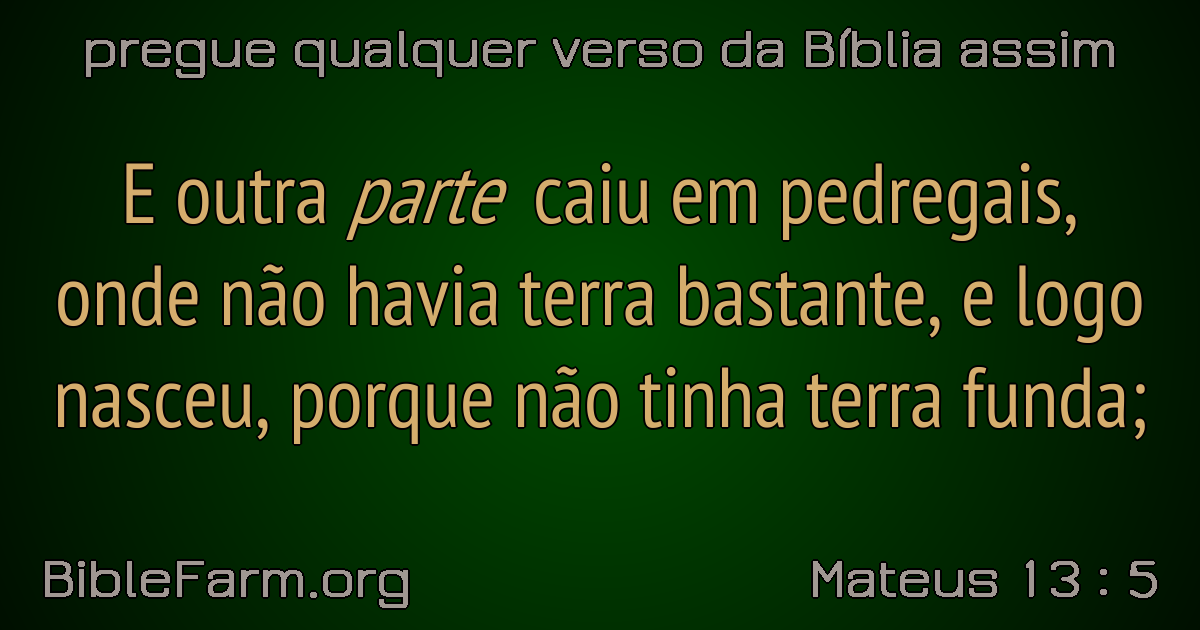 pregue qualquer verso da Bíblia assim
E outra parte caiu em pedregais,
onde não havia terra bastante, e logo
nasceu, porque não tinha terra funda;
BibleFarm.org
Mateus 13 : 5